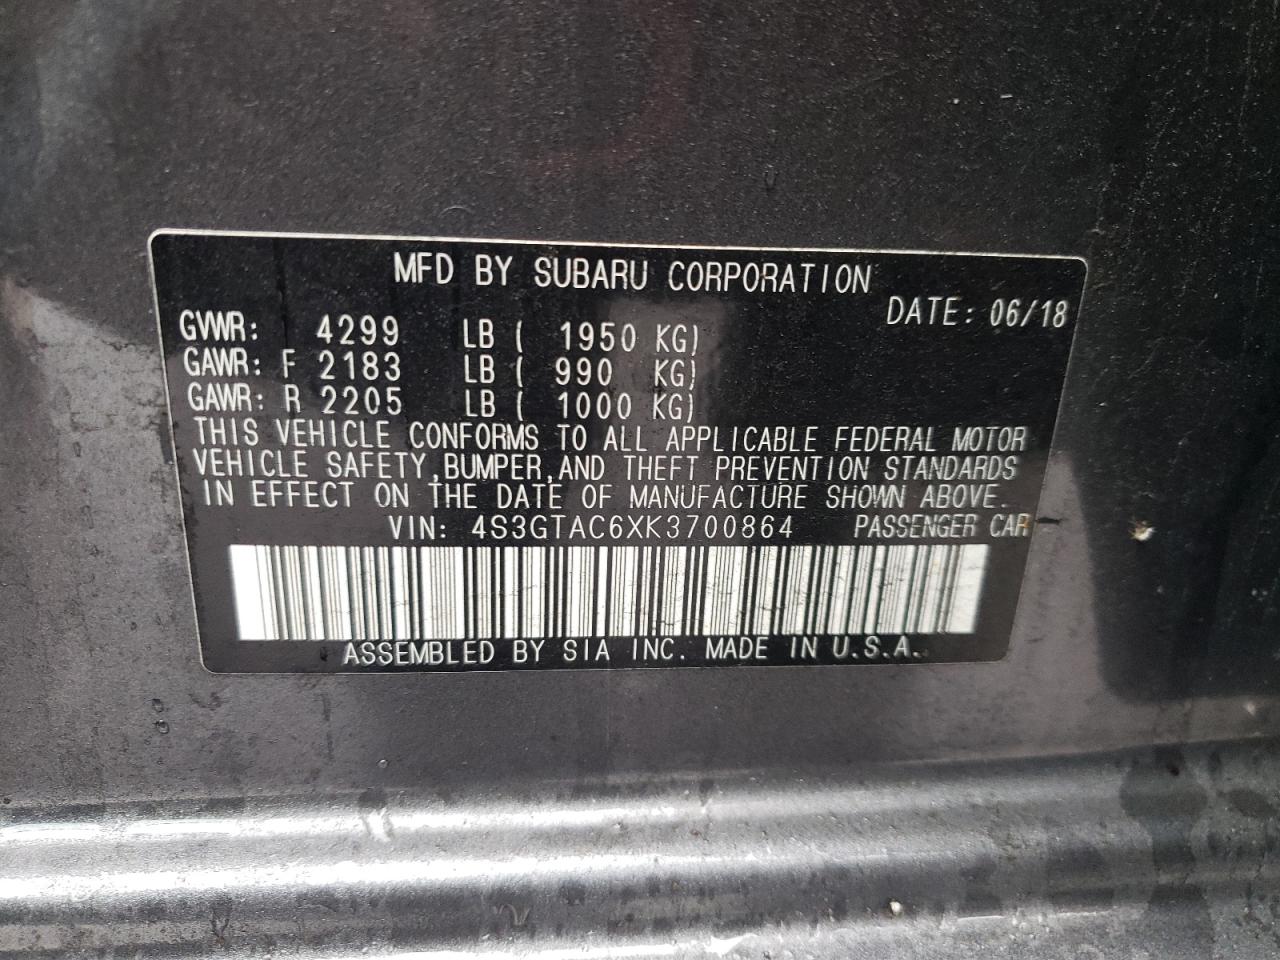 MFD BY SUBARU CORPORATION
DATE: 06/18
GVWR: 4299 LB ( 1950 KG)
GAWR: F 2183 LB ( 990 KG)
GAWR: R 2205 LB ( 1000 KG)
THIS VEHICLE CONFORMS TO ALL APPLICABLE FEDERAL MOTOR
VEHICLE SAFETY,BUMPER,AND THEFT PREVENTION STANDARDS
IN EFFECT ON THE DATE OF MANUFACTURE SHOWN ABOVE.
VIN: 4S3GTAC6XK3700864 PASSENGER CAR
ASSEMBLED BY SIA INC. MADE IN U.S.A.